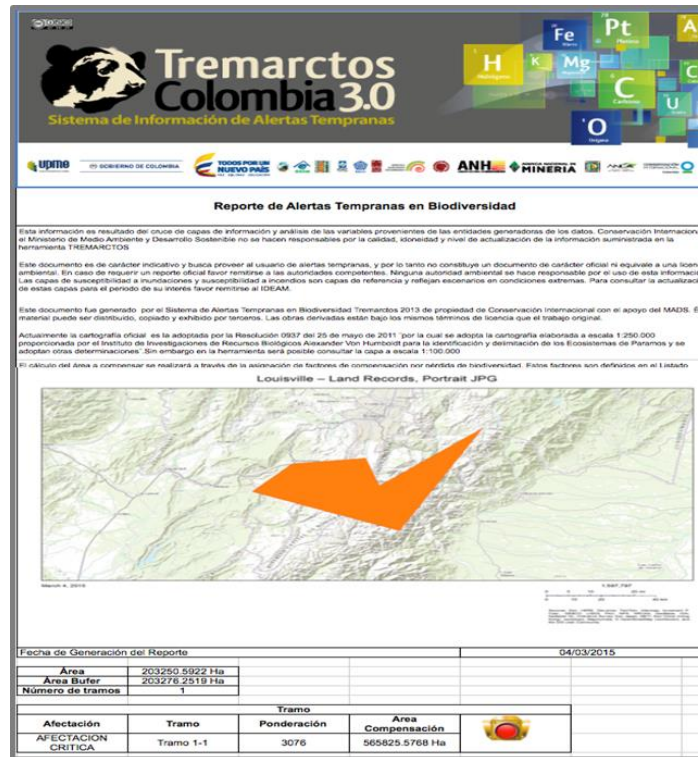 Fe
Pt
H
Hidrógeno
K
Mg
C
Carbono
U
O
Oxígeno
Tremarctos
Colombia 3.0
Sistema de Información de Alertas Tempranas
upme
GOBIERNO DE COLOMBIA
TODOS POR UN
NUEVO PAÍS
ANH
AGENCIA NACIONAL DE
MINERÍA
ANLA
Reporte de Alertas Tempranas en Biodiversidad
Esta información es resultado del cruce de capas de información y análisis de las variables provenientes de las entidades generadoras de los datos. Conservación Internacional
el Ministerio de Medio Ambiente y Desarrollo Sostenible no se hacen responsables por la calidad, idoneidad y nivel de actualización de la información suministrada en la
herramienta TREMARCTOS
Este documento es de carácter indicativo y busca proveer al usuario de alertas tempranas, y por lo tanto no constituye un documento de carácter oficial ni equivale a una
ambiental. En caso de requerir un reporte oficial favor remitirse a las autoridades competentes. Ninguna autoridad ambiental se hace responsable por el uso de esta
Las capas de susceptibilidad a inundaciones y susceptibilidad a incendios son capas de referencia y reflejan escenarios en condiciones extremas. Para consultar la
de estas capas para el periodo de su interés favor remitirse al IDEAM.
Este documento fue generado por el Sistema de Alertas Tempranas en Biodiversidad Tremarctos 2013 de propiedad de Conservación Internacional con el apoyo del MADS.
material puede ser distribuido, copiado y exhibido por terceros. Las obras derivadas están bajo los mismos términos de licencia que el trabajo original.
Actualmente la cartografía oficial es la adoptada por la Resolución 0937 del 25 de mayo de 2011 "por la cual se adopta la cartografía elaborada a escala 1:250.000
proporcionada por el Instituto de Investigaciones de Recursos Biológicos Alexander Von Humboldt para la identificación y delimitación de los Ecosistemas de Paramos y se
adoptan otras determinaciones".Sin embargo en la herramienta será posible consultar la capa a escala 1:100.000
El cálculo del Área a compensar se realizará a través de la asignación de factores de compensación por pérdida de biodiversidad. Estos factores son definidos en el Listado
Louisville – Land Records, Portrait JPG
March 4, 2015
Fecha de Generación del Reporte 04/03/2015
Área 203250.5922 Ha
Área Bufer 203276.2519 Ha
Número de tramos 1
Tramo
Afectación Tramo Ponderación Area Compensación
AFECTACION CRITICA Tramo 1-1 3076 565825.5768 Ha